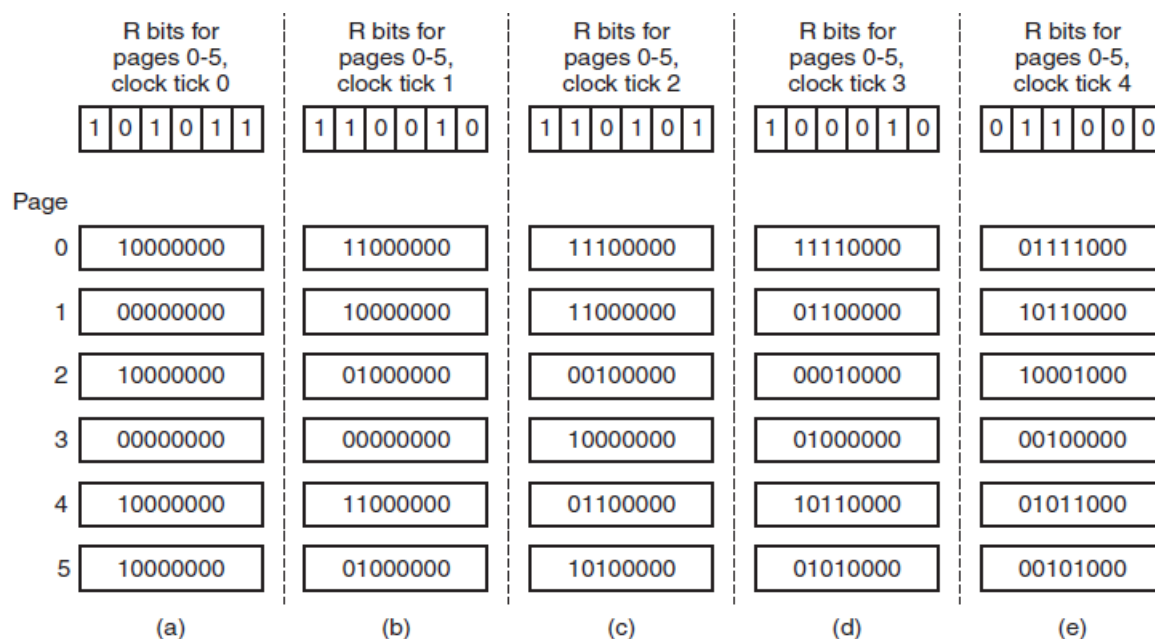 R bits for pages 0-5, clock tick 0
R bits for pages 0-5, clock tick 1
R bits for pages 0-5, clock tick 2
R bits for pages 0-5, clock tick 3
R bits for pages 0-5, clock tick 4
1 0 1 0 1 1
1 1 0 0 1 0
1 1 0 1 0 1
1 0 0 0 1 0
0 1 1 0 0 0
Page
0 10000000 11000000 11100000 11110000 01111000
1 00000000 10000000 11000000 01100000 10110000
2 10000000 01000000 00100000 00010000 10001000
3 00000000 00000000 10000000 01000000 00100000
4 10000000 11000000 01100000 10110000 01011000
5 10000000 01000000 10100000 01010000 00101000
(a) (b) (c) (d) (e)